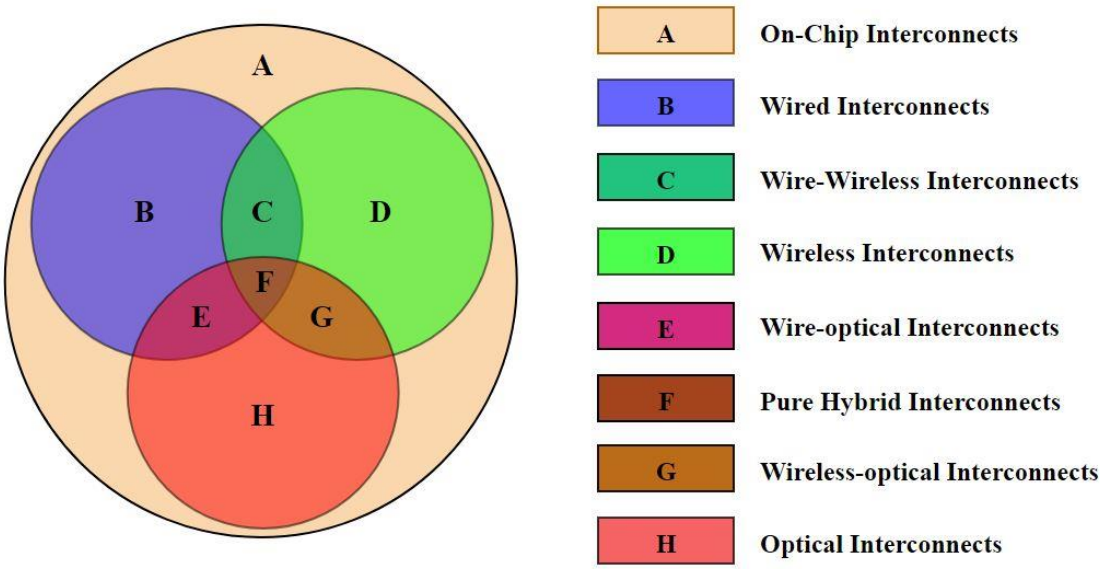 A
B
C
D
F
E
G
H
A On-Chip Interconnects
B Wired Interconnects
C Wire-Wireless Interconnects
D Wireless Interconnects
E Wire-optical Interconnects
F Pure Hybrid Interconnects
G Wireless-optical Interconnects
H Optical Interconnects